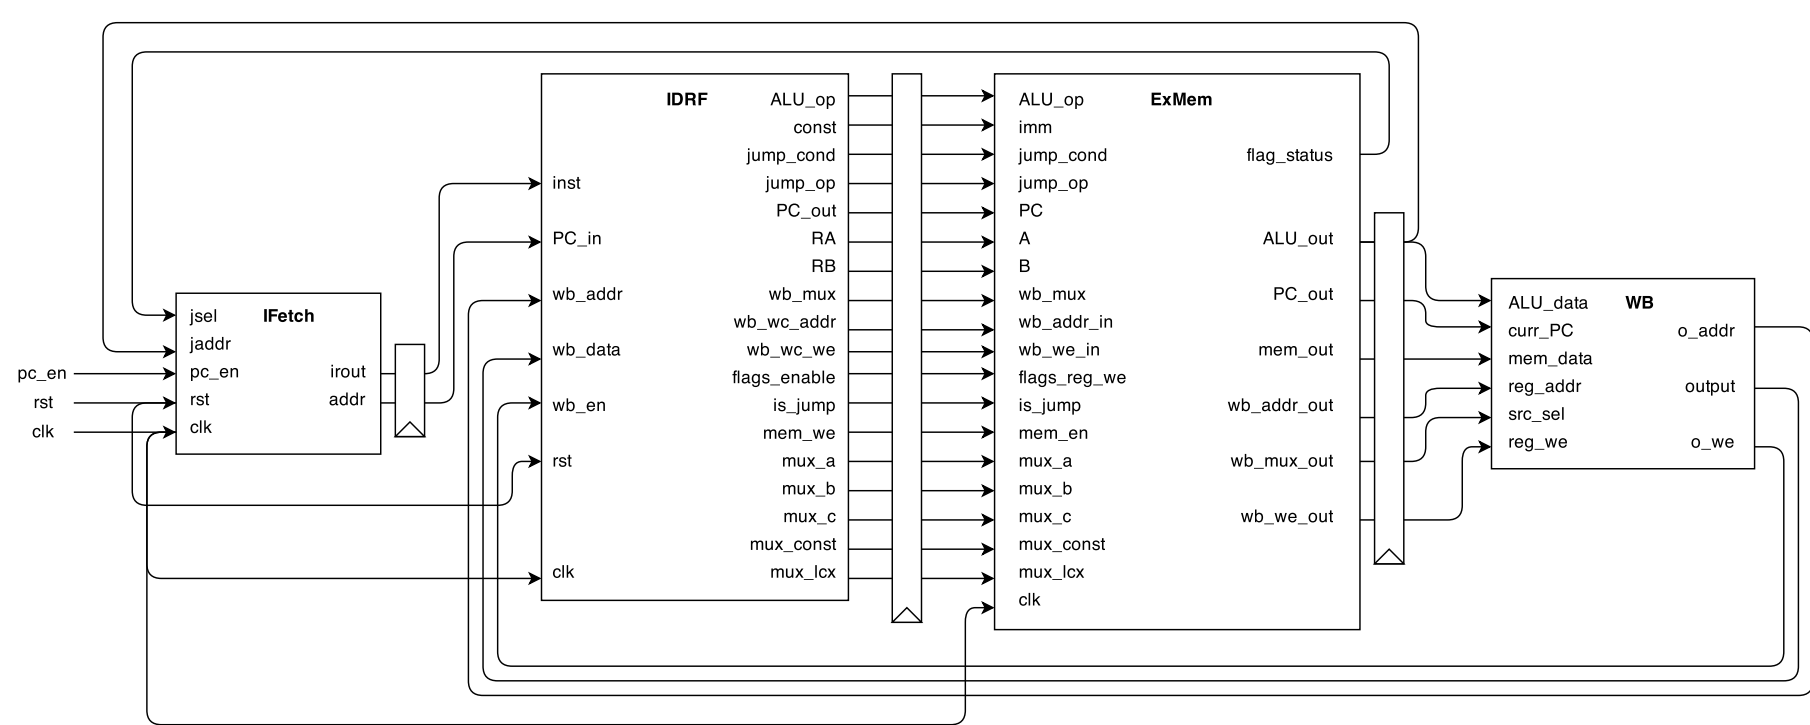 pc_en
rst
clk
IFetch
jsel
jaddr
pc_en
rst
clk
irout
addr
IDRF
inst
PC_in
wb_addr
wb_data
wb_en
rst
clk
ALU_op
const
jump_cond
jump_op
PC_out
RA
RB
wb_mux
wb_wc_addr
wb_wc_we
flags_enable
is_jump
mem_we
mux_a
mux_b
mux_c
mux_const
mux_lcx
ExMem
ALU_op
imm
jump_cond
jump_op
PC
A
B
wb_mux
wb_addr_in
wb_we_in
flags_reg_we
is_jump
mem_en
mux_a
mux_b
mux_c
mux_const
mux_lcx
clk
flag_status
ALU_out
PC_out
mem_out
wb_addr_out
wb_mux_out
wb_we_out
WB
ALU_data
curr_PC
mem_data
reg_addr
src_sel
reg_we
o_addr
output
o_we